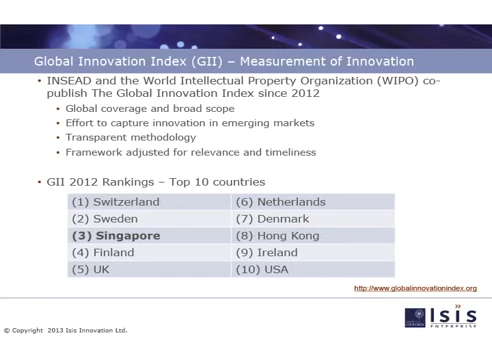 Global Innovation Index (GII) – Measurement of Innovation
• INSEAD and the World Intellectual Property Organization (WIPO) co-
publish The Global Innovation Index since 2012
• Global coverage and broad scope
• Effort to capture innovation in emerging markets
• Transparent methodology
• Framework adjusted for relevance and timeliness
• GII 2012 Rankings – Top 10 countries
(1) Switzerland (6) Netherlands
(2) Sweden (7) Denmark
(3) Singapore (8) Hong Kong
(4) Finland (9) Ireland
(5) UK (10) USA
http://www.globalinnovationindex.org
Isis
ENTERPRISE
© Copyright 2013 Isis Innovation Ltd.